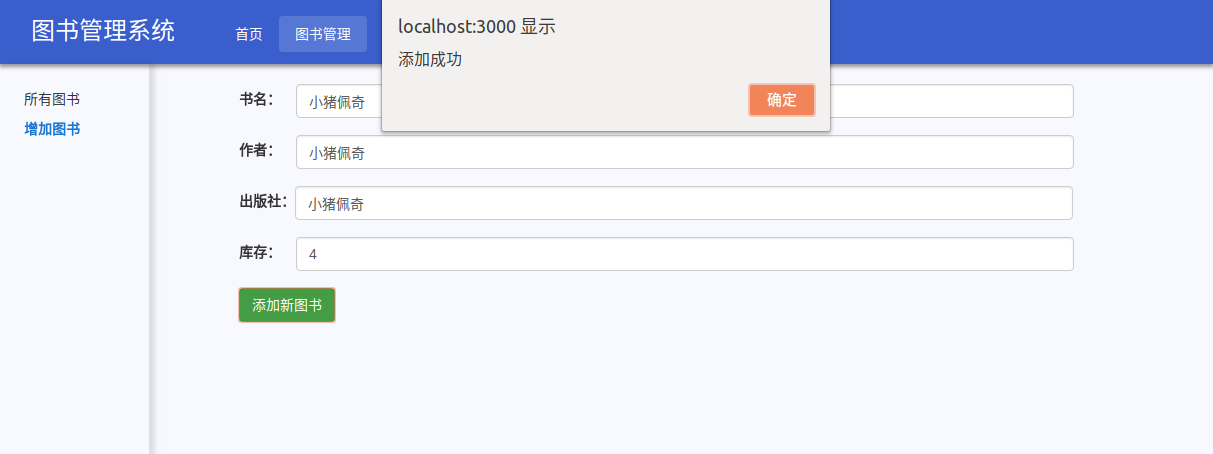 图书管理系统
首页
图书管理
localhost:3000 显示
添加成功
确定
所有图书
增加图书
书名：
小猪佩奇
作者：
小猪佩奇
出版社：
小猪佩奇
库存：
4
添加新图书